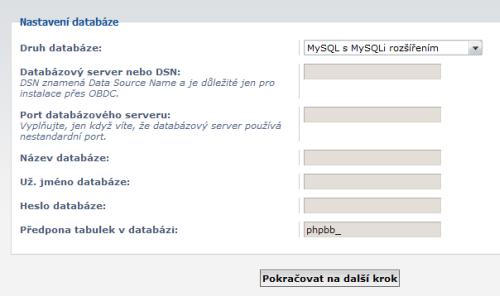 Nastavení databáze
Druh databáze:
MySQL s MySQLi rozšířením
Databázový server nebo DSN:
DSN znamená Data Source Name a je důležité jen pro
instalace přes OBDC.
Port databázového serveru:
Vyplňujte, jen když víte, že databázový server používá
nestandardní port.
Název databáze:
Už. jméno databáze:
Heslo databáze:
Předpona tabulek v databázi:
phpbb_
Pokračovat na další krok